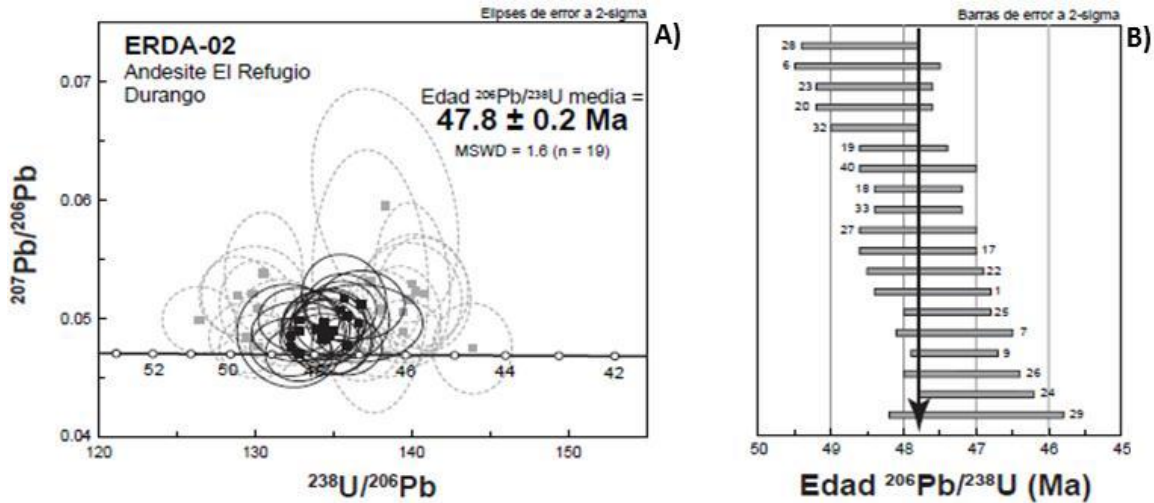 Elipses de error a 2-sigma
A)
ERDA-02
Andesite El Refugio
Durango
Edad ²⁰⁶Pb/²³⁸U media =
47.8 ± 0.2 Ma
MSWD = 1.6 (n = 19)
0.07
0.06
0.05
0.04
²⁰⁷Pb/²⁰⁶Pb
52
50
46
44
42
120
130
140
150
²³⁸U/²⁰⁶Pb
Barras de error a 2-sigma
B)
28
6
23
20
32
19
40
18
33
27
17
22
1
25
7
9
26
24
29
50
49
48
47
46
45
Edad ²⁰⁶Pb/²³⁸U (Ma)